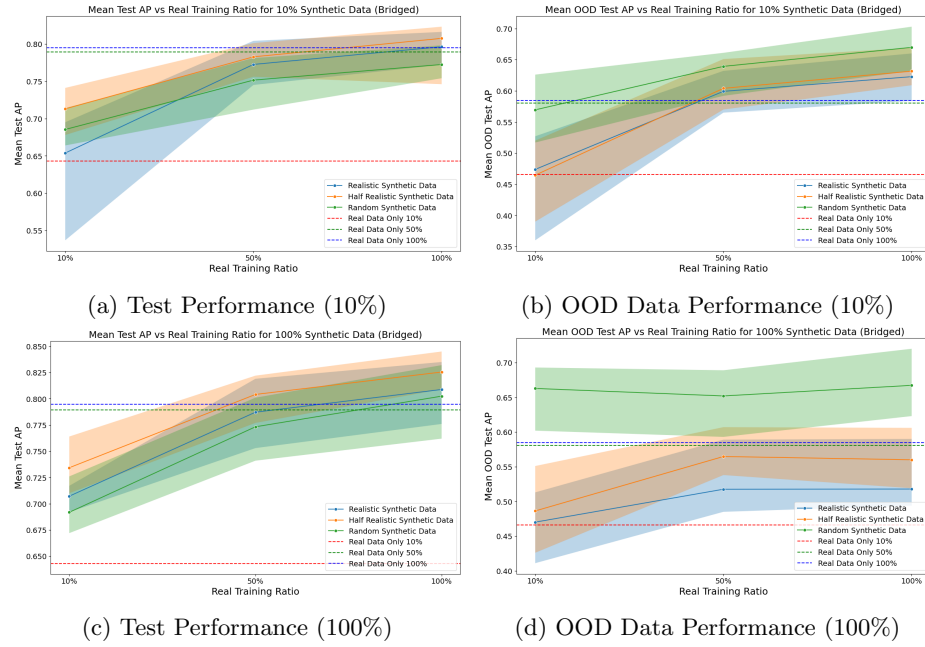 Mean Test AP vs Real Training Ratio for 10% Synthetic Data (Bridged)
Mean Test AP
0.80
0.75
0.70
0.65
0.60
0.55
10%
50%
100%
Real Training Ratio
Realistic Synthetic Data
Half Realistic Synthetic Data
Random Synthetic Data
Real Data Only 10%
Real Data Only 50%
Real Data Only 100%
(a) Test Performance (10%)
Mean OOD Test AP vs Real Training Ratio for 10% Synthetic Data (Bridged)
Mean OOD Test AP
0.70
0.65
0.60
0.55
0.50
0.45
0.40
0.35
10%
50%
100%
Real Training Ratio
Realistic Synthetic Data
Half Realistic Synthetic Data
Random Synthetic Data
Real Data Only 10%
Real Data Only 50%
Real Data Only 100%
(b) OOD Data Performance (10%)
Mean Test AP vs Real Training Ratio for 100% Synthetic Data (Bridged)
Mean Test AP
0.850
0.825
0.800
0.775
0.750
0.725
0.700
0.675
0.650
10%
50%
100%
Real Training Ratio
Realistic Synthetic Data
Half Realistic Synthetic Data
Random Synthetic Data
Real Data Only 10%
Real Data Only 50%
Real Data Only 100%
(c) Test Performance (100%)
Mean OOD Test AP vs Real Training Ratio for 100% Synthetic Data (Bridged)
Mean OOD Test AP
0.70
0.65
0.60
0.55
0.50
0.45
0.40
10%
50%
100%
Real Training Ratio
Realistic Synthetic Data
Half Realistic Synthetic Data
Random Synthetic Data
Real Data Only 10%
Real Data Only 50%
Real Data Only 100%
(d) OOD Data Performance (100%)